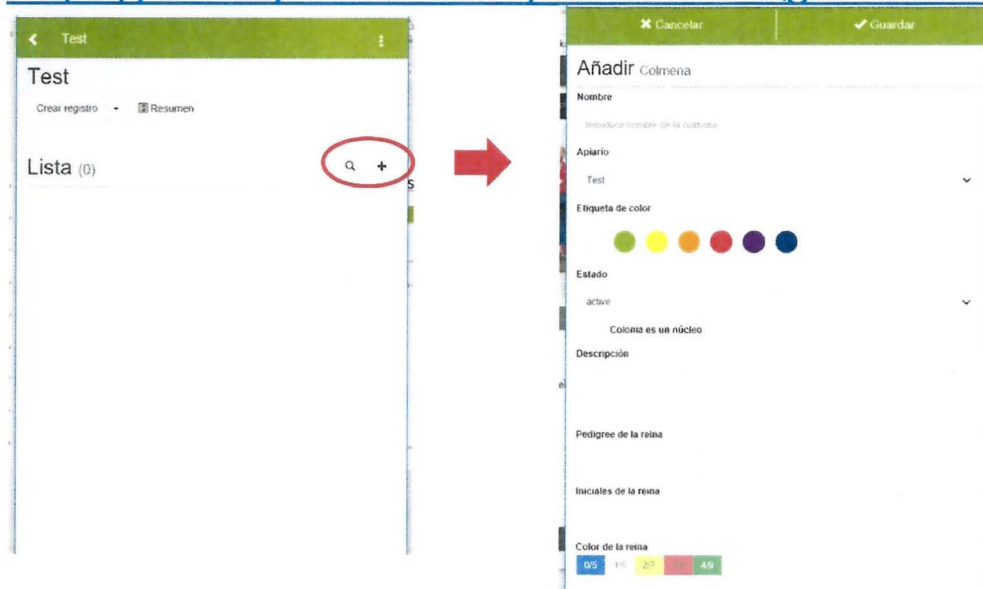 Test
Test
Crear registro
Resumen
Lista (0)
Cancelar
Guardar
Añadir Colmena
Nombre
Introduce nombre de la colmena
Apiario
Test
Etiqueta de color
Estado
active
Colonia es un núcleo
Descripción
Pedigree de la reina
Iniciales de la reina
Color de la reina
0/5 1/6 2/7 4/9